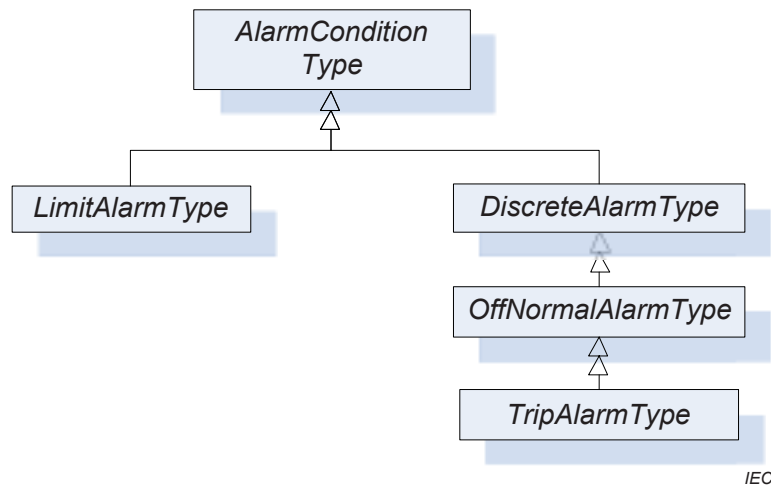 AlarmCondition
Type
LimitAlarmType
DiscreteAlarmType
OffNormalAlarmType
TripAlarmType
IEC